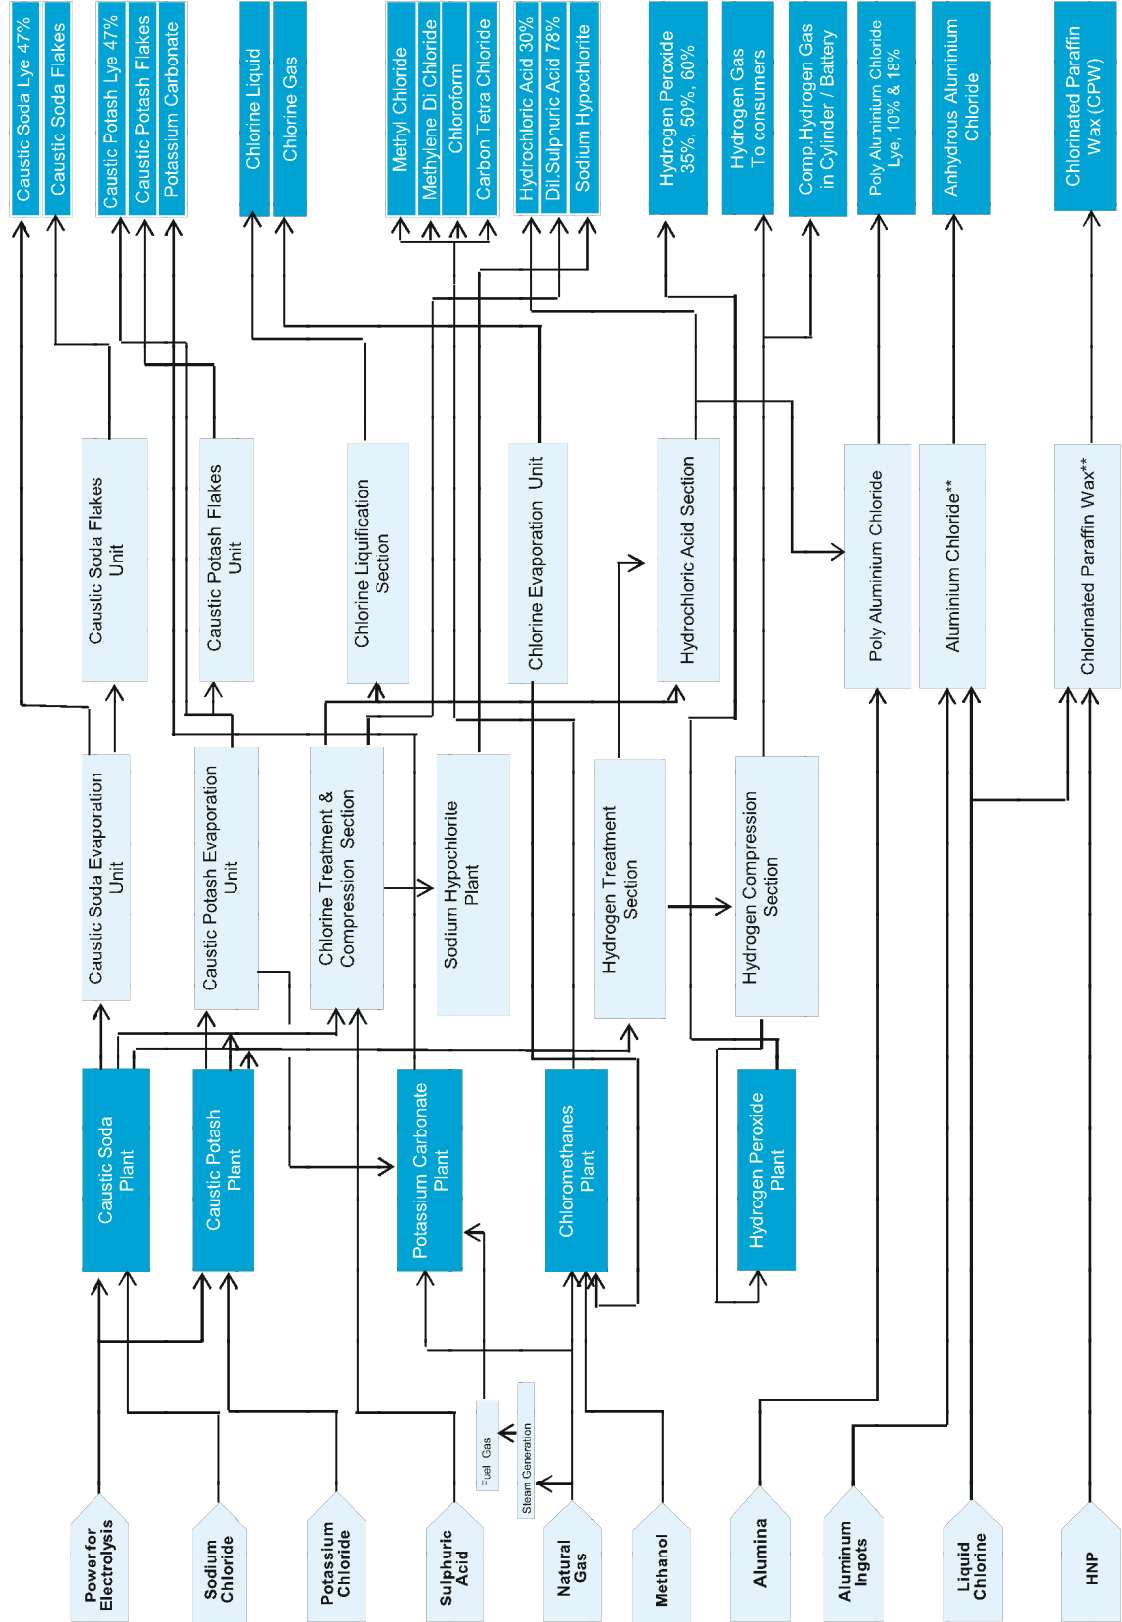 Power for
Electrolysis
Sodium
Chloride
Potassium
Chloride
Sulphuric
Acid
Natural
Gas
Methanol
Alumina
Aluminum
Ingots
Liquid
Chlorine
HNP
Fuel Gas
Steam Generation
Caustic Soda
Plant
Caustic Potash
Plant
Potassium Carbonate
Plant
Chloromethanes
Plant
Hydrogen Peroxide
Plant
Caustic Soda Evaporation
Unit
Caustic Potash Evaporation
Unit
Chlorine Treatment &
Compression Section
Sodium Hypochlorite
Plant
Hydrogen Treatment
Section
Hydrogen Compression
Section
Caustic Soda Flakes
Unit
Caustic Potash Flakes
Unit
Chlorine Liquification
Section
Chlorine Evaporation Unit
Hydrochloric Acid Section
Poly Aluminium Chloride
Aluminium Chloride**
Chlorinated Paraffin Wax**
Caustic Soda Lye 47%
Caustic Soda Flakes
Caustic Potash Lye 47%
Caustic Potash Flakes
Potassium Carbonate
Chlorine Liquid
Chlorine Gas
Methyl Chloride
Methylene Di Chloride
Chloroform
Carbon Tetra Chloride
Hydrochloric Acid 30%
Dil.Sulphuric Acid 78%
Sodium Hypochlorite
Hydrogen Peroxide
35%. 50%, 60%
Hydrogen Gas
To consumers
Comp.Hydrogen Gas
in Cylinder / Battery
Poly Aluminium Chloride
Lye, 10% & 18%
Anhydrous Aluminium
Chloride
Chlorinated Paraffin
Wax (CPW)